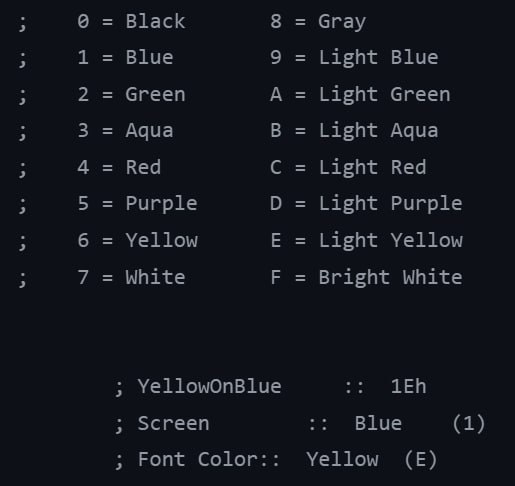 ;    0 = Black       8 = Gray
;    1 = Blue        9 = Light Blue
;    2 = Green       A = Light Green
;    3 = Aqua        B = Light Aqua
;    4 = Red         C = Light Red
;    5 = Purple      D = Light Purple
;    6 = Yellow      E = Light Yellow
;    7 = White       F = Bright White
; YellowOnBlue     ::  1Eh
; Screen        ::  Blue    (1)
; Font Color::  Yellow  (E)